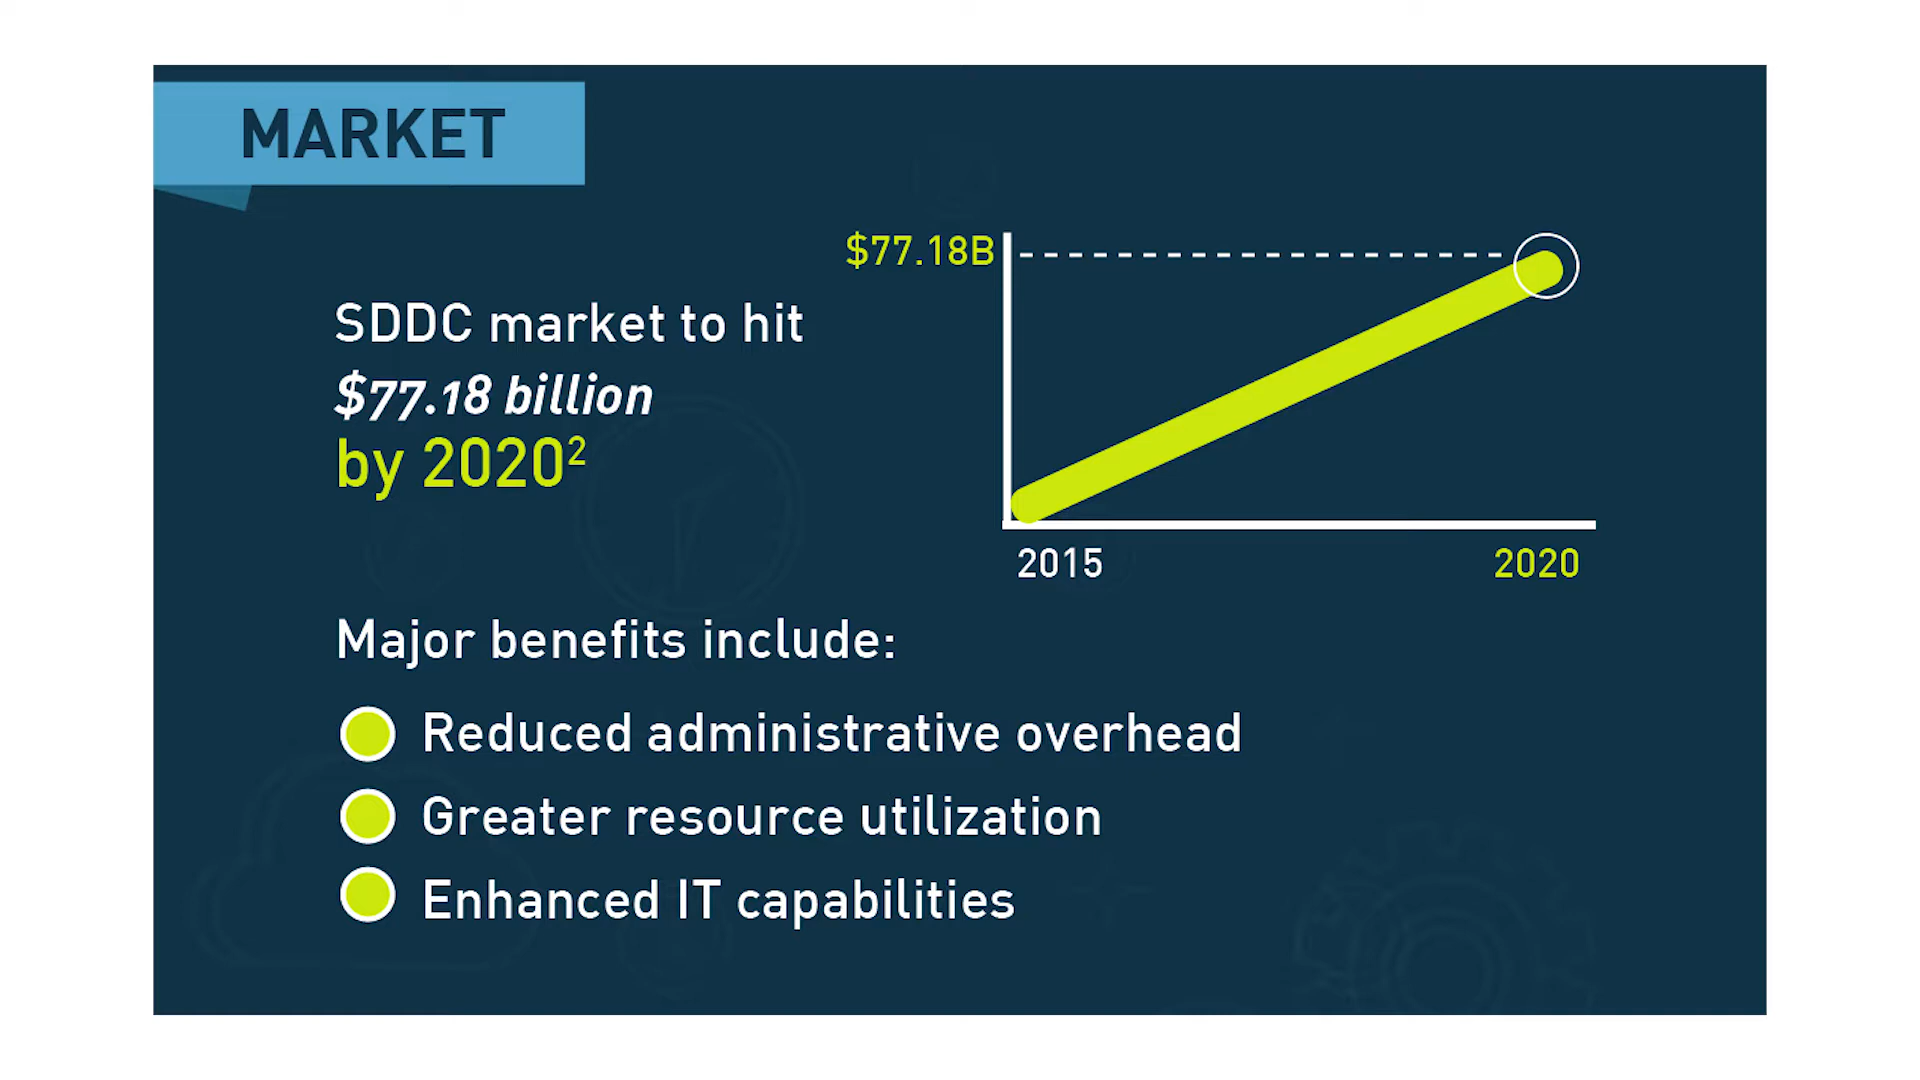 MARKET
$77.18B
SDDC market to hit
$77.18 billion
by 2020²
2015 2020
Major benefits include:
Reduced administrative overhead
Greater resource utilization
Enhanced IT capabilities